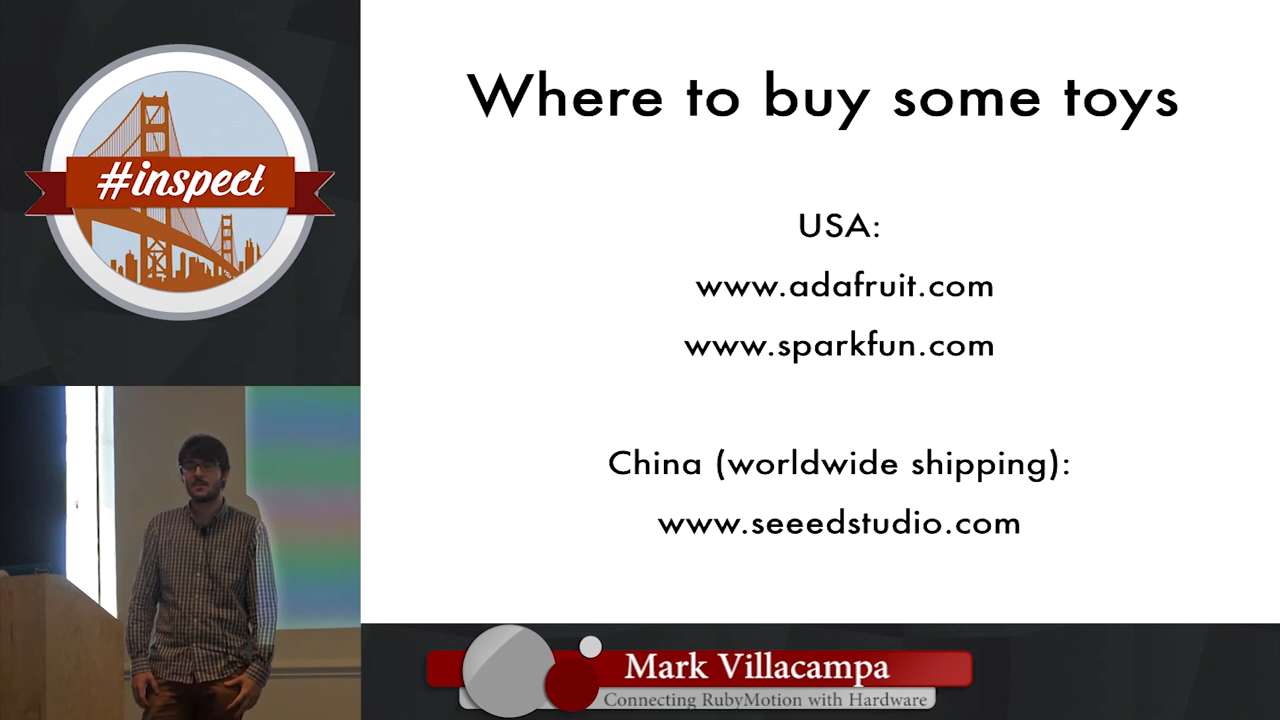 #inspect
Where to buy some toys
USA:
www.adafruit.com
www.sparkfun.com
China (worldwide shipping):
www.seeedstudio.com
Mark Villacampa
Connecting RubyMotion with Hardware